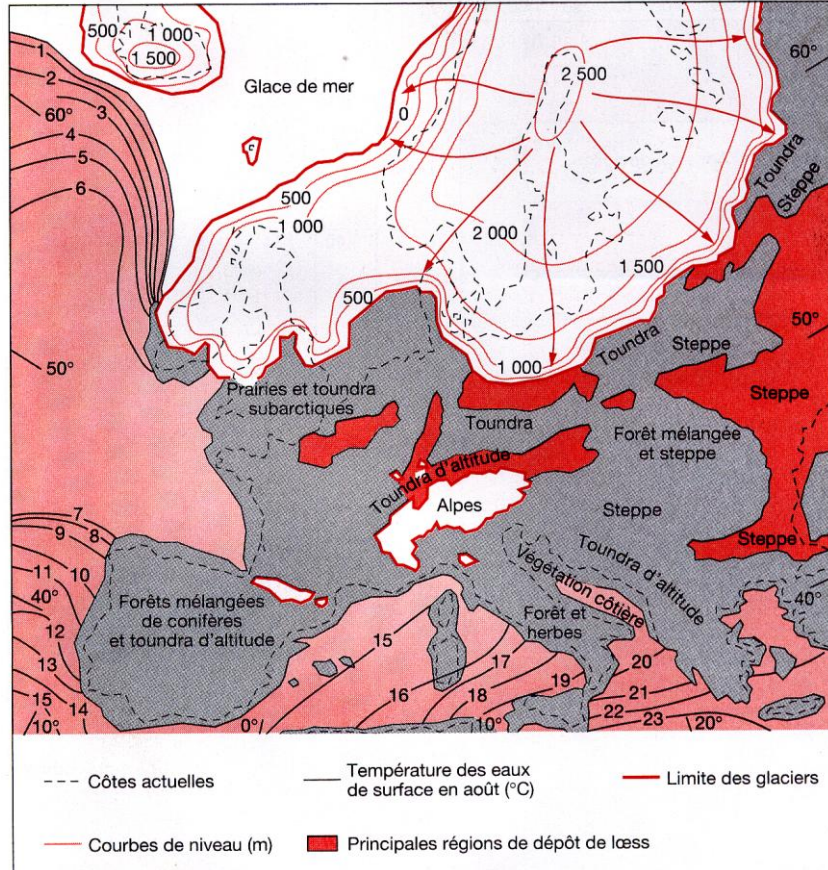 500
1 000
1 500
1
2
60°
3
4
5
6
Glace de mer
0
2 500
60°
Toundra
Steppe
500
1 000
2 000
1 500
500
50°
50°
1 000
Toundra
Steppe
Prairies et toundra
subarctiques
Toundra
Steppe
Forêt mélangée
et steppe
Toundra d'altitude
Alpes
Steppe
Steppe
7
9
8
11
10
40°
12
13
15
14
10°
Forêts mélangées
de conifères
et toundra d'altitude
Toundra d'altitude
Végétation côtière
Forêt et
herbes
40°
15
16
17
18
19
20
21
22
23
0°
10°
20°
Côtes actuelles
Température des eaux
de surface en août (°C)
Limite des glaciers
Courbes de niveau (m)
Principales régions de dépôt de lœss